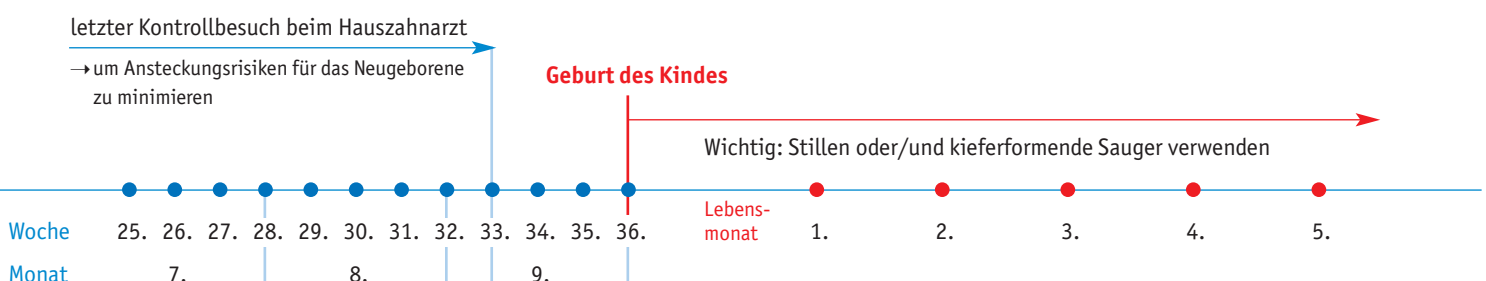 letzter Kontrollbesuch beim Hauszahnarzt
→ um Ansteckungsrisiken für das Neugeborene
zu minimieren
Geburt des Kindes
Wichtig: Stillen oder/und kieferformende Sauger verwenden
Woche 25. 26. 27. 28. 29. 30. 31. 32. 33. 34. 35. 36.
Lebens-
monat 1. 2. 3. 4. 5.
Monat 7. 8. 9.